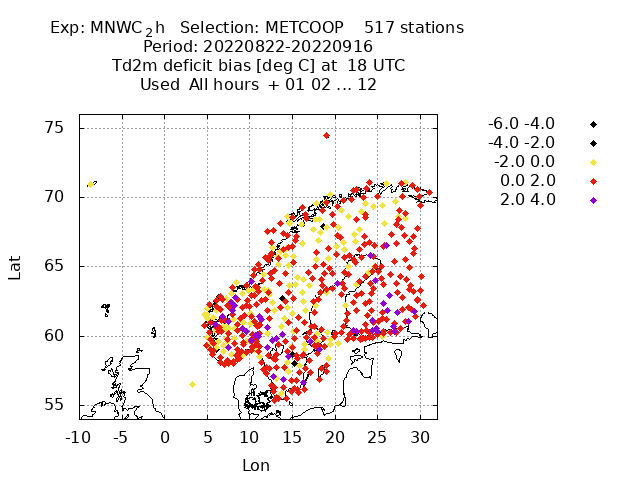 Exp: MNWC_2h   Selection: METCOOP    517 stations
Period: 20220822-20220916
Td2m deficit bias [deg C] at  18 UTC
Used  All hours  + 01 02 ... 12
-6.0 -4.0
-4.0 -2.0
-2.0 0.0
0.0 2.0
2.0 4.0
75
70
65
60
55
Lat
-10 -5 0 5 10 15 20 25 30
Lon